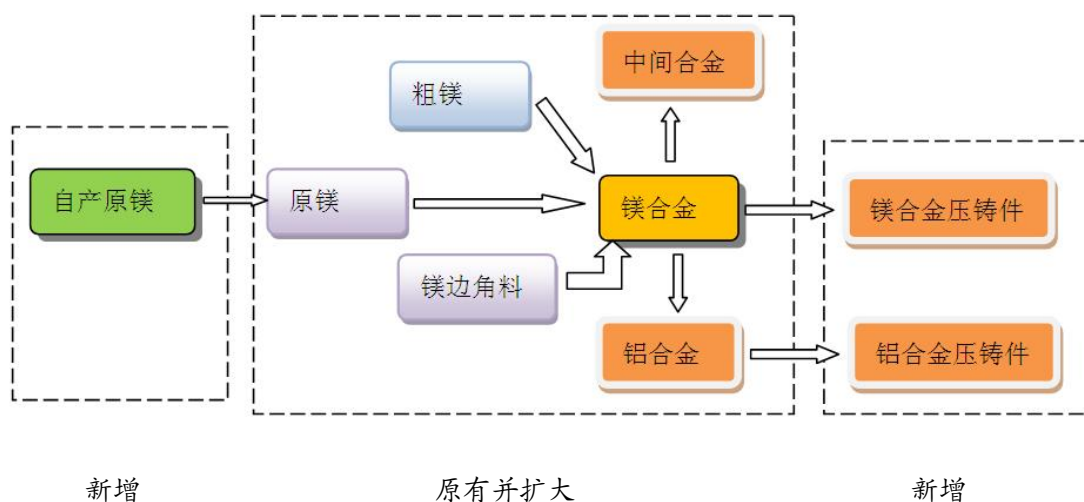 中间合金
粗镁
自产原镁
原镁
镁合金
镁合金压铸件
镁边角料
铝合金
铝合金压铸件
新增
原有并扩大
新增